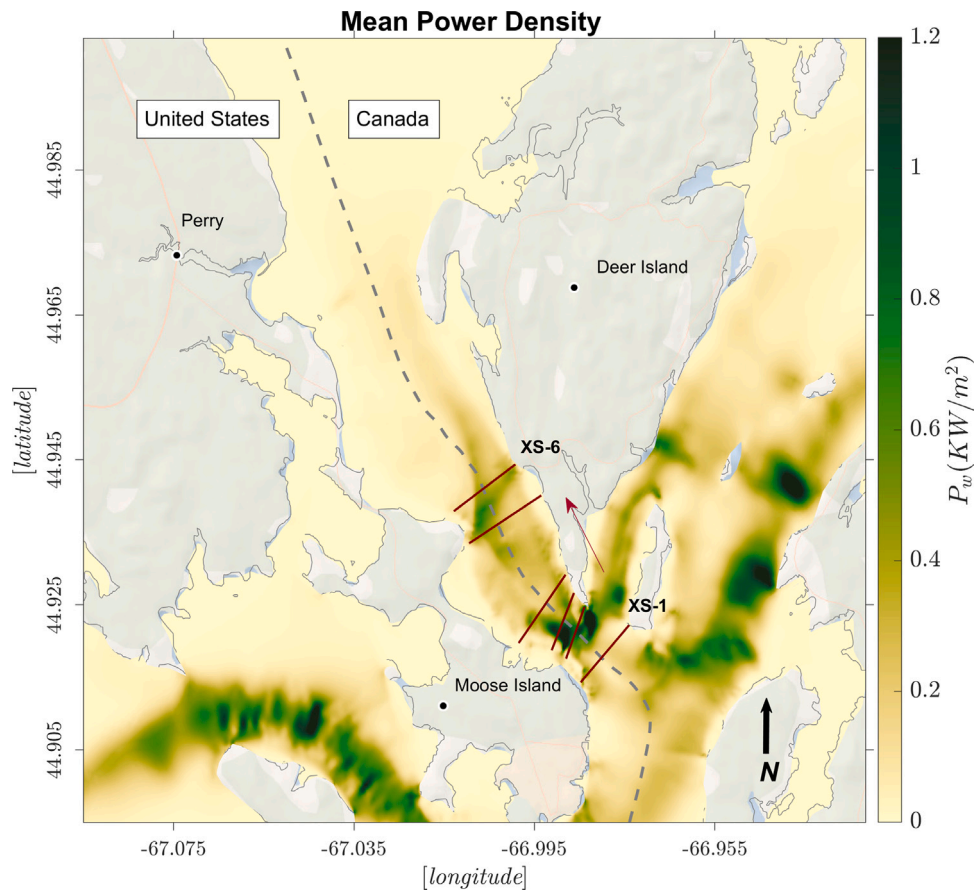 Mean Power Density
United States
Canada
Perry
Deer Island
XS-6
XS-1
Moose Island
N
44.985
44.965
44.945
44.925
44.905
[latitude]
-67.075
-67.035
-66.995
-66.955
[longitude]
1.2
1
0.8
0.6
0.4
0.2
0
P_w(KW/m^2)